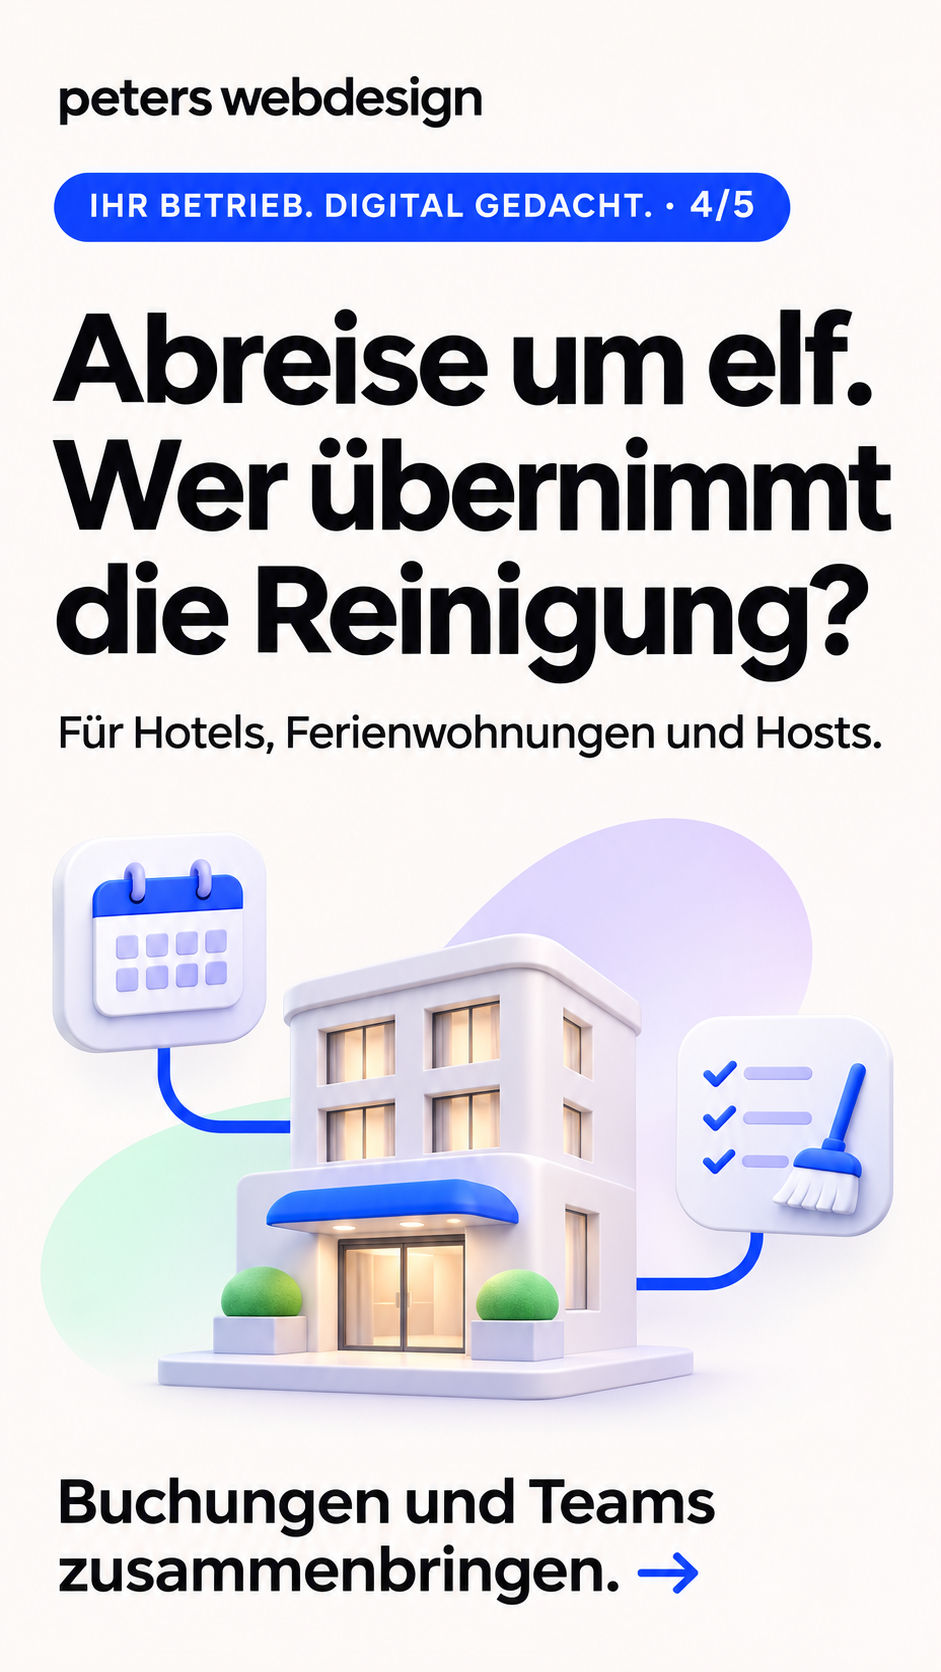 peters webdesign
IHR BETRIEB. DIGITAL GEDACHT. · 4/5
Abreise um elf.
Wer übernimmt
die Reinigung?
Für Hotels, Ferienwohnungen und Hosts.
Buchungen und Teams
zusammenbringen. →